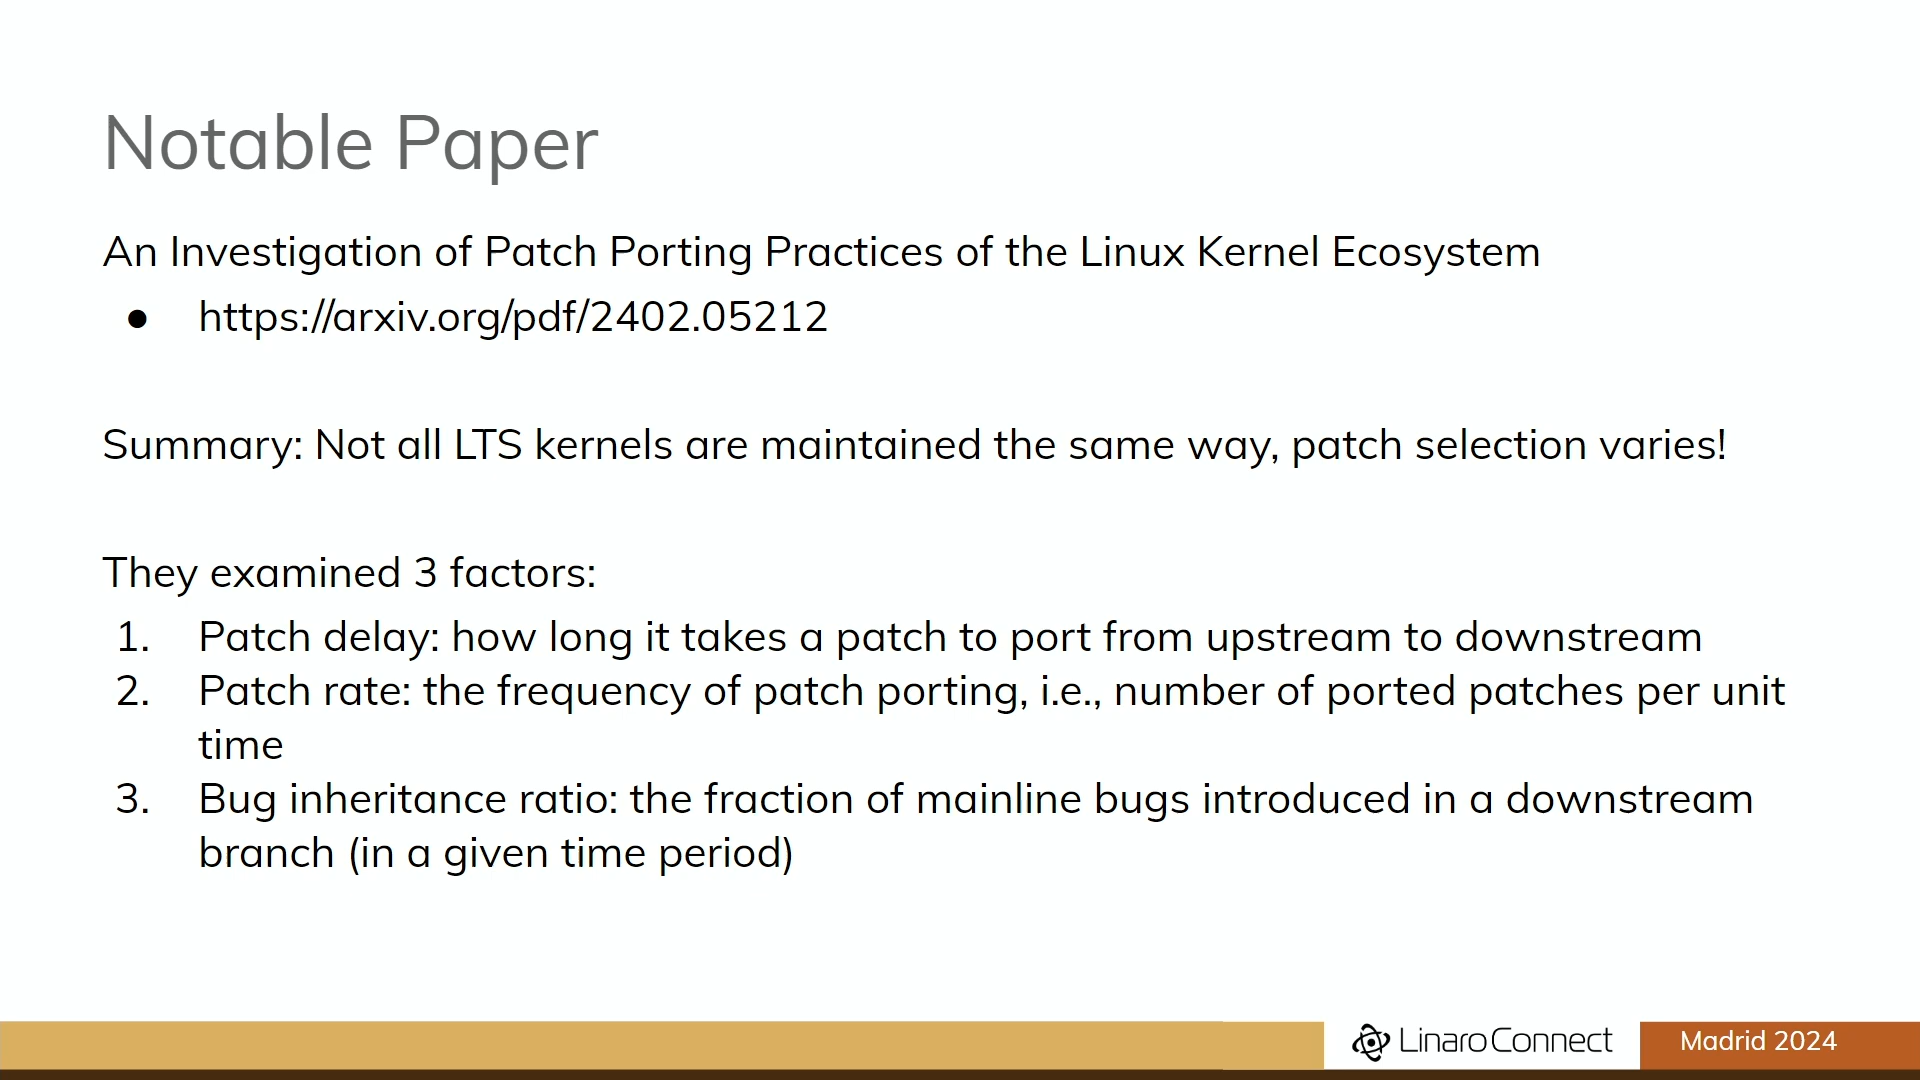 Notable Paper
An Investigation of Patch Porting Practices of the Linux Kernel Ecosystem
● https://arxiv.org/pdf/2402.05212
Summary: Not all LTS kernels are maintained the same way, patch selection varies!
They examined 3 factors:
1. Patch delay: how long it takes a patch to port from upstream to downstream
2. Patch rate: the frequency of patch porting, i.e., number of ported patches per unit
time
3. Bug inheritance ratio: the fraction of mainline bugs introduced in a downstream
branch (in a given time period)
Linaro Connect
Madrid 2024